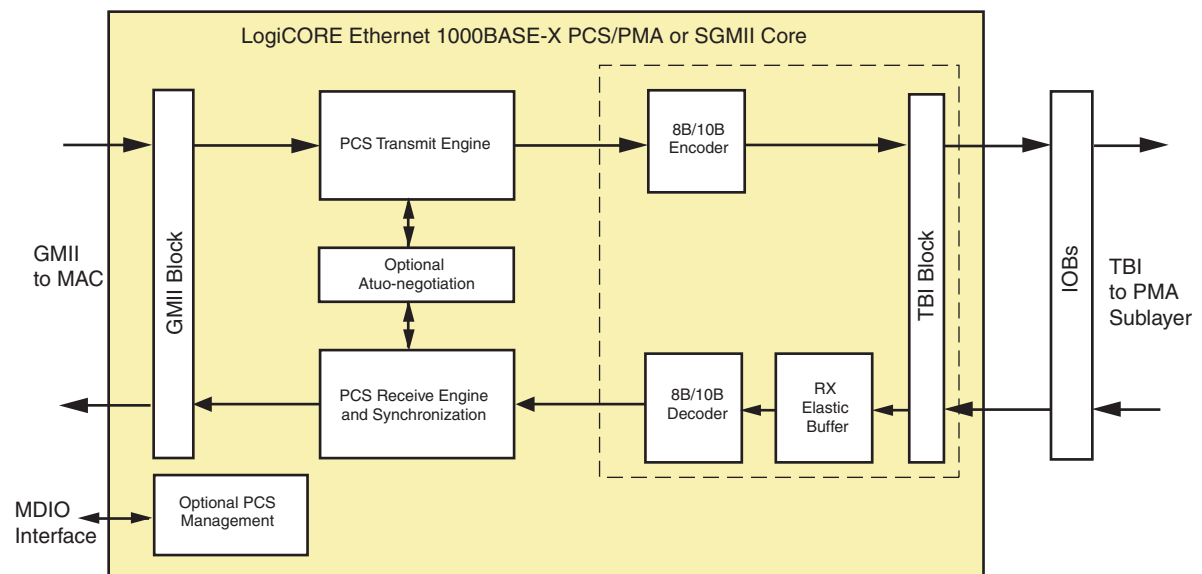 LogiCORE Ethernet 1000BASE-X PCS/PMA or SGMII Core
GMII
to MAC
GMII Block
PCS Transmit Engine
8B/10B
Encoder
TBI Block
IOBs
TBI
to PMA
Sublayer
Optional
Atuo-negotiation
PCS Receive Engine
and Synchronization
8B/10B
Decoder
RX
Elastic
Buffer
MDIO
Interface
Optional PCS
Management